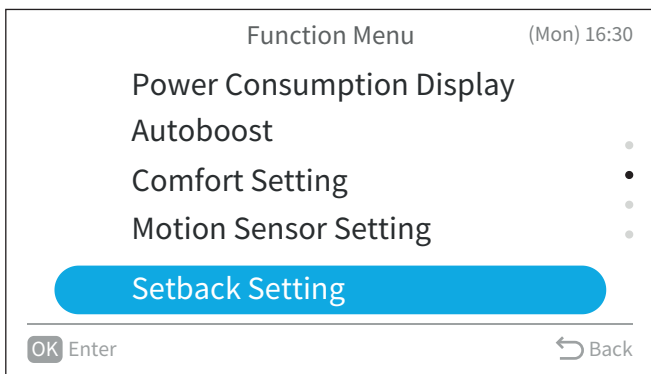 Function Menu (Mon) 16:30
Power Consumption Display
Autoboost
Comfort Setting
Motion Sensor Setting
Setback Setting
OK Enter Back